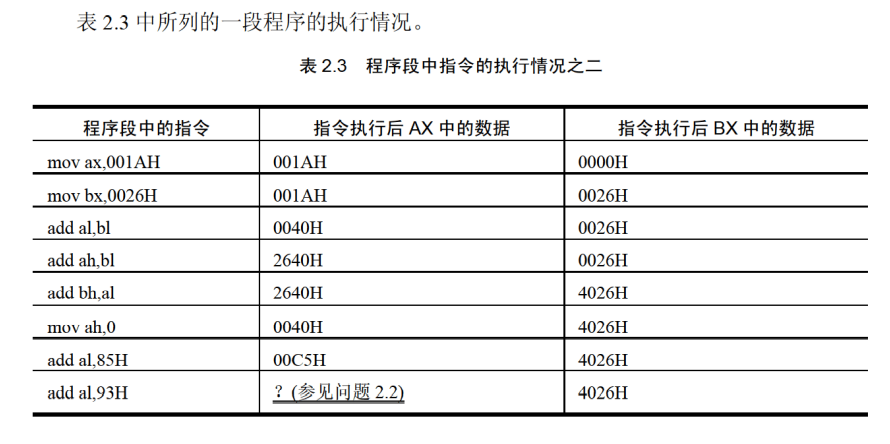 表 2.3 中所列的一段程序的执行情况。
表 2.3 程序段中指令的执行情况之二
程序段中的指令 指令执行后 AX 中的数据 指令执行后 BX 中的数据
mov ax,001AH 001AH 0000H
mov bx,0026H 001AH 0026H
add al,bl 0040H 0026H
add ah,bl 2640H 0026H
add bh,al 2640H 4026H
mov ah,0 0040H 4026H
add al,85H 00C5H 4026H
add al,93H ？(参见问题 2.2) 4026H